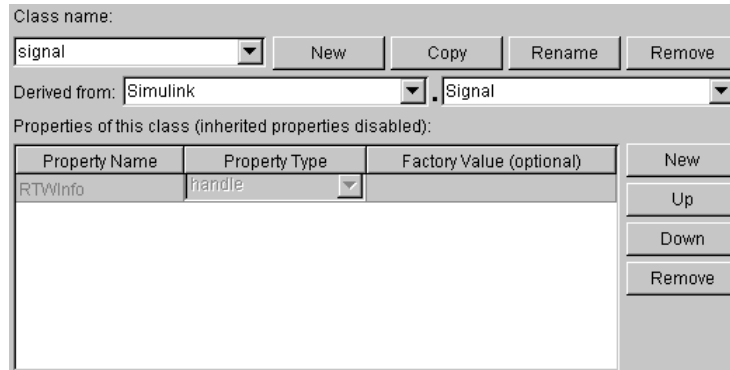 Class name:
signal New Copy Rename Remove
Derived from: Simulink . Signal
Properties of this class (inherited properties disabled):
Property Name Property Type Factory Value (optional) New
RTWInfo handle
Up
Down
Remove